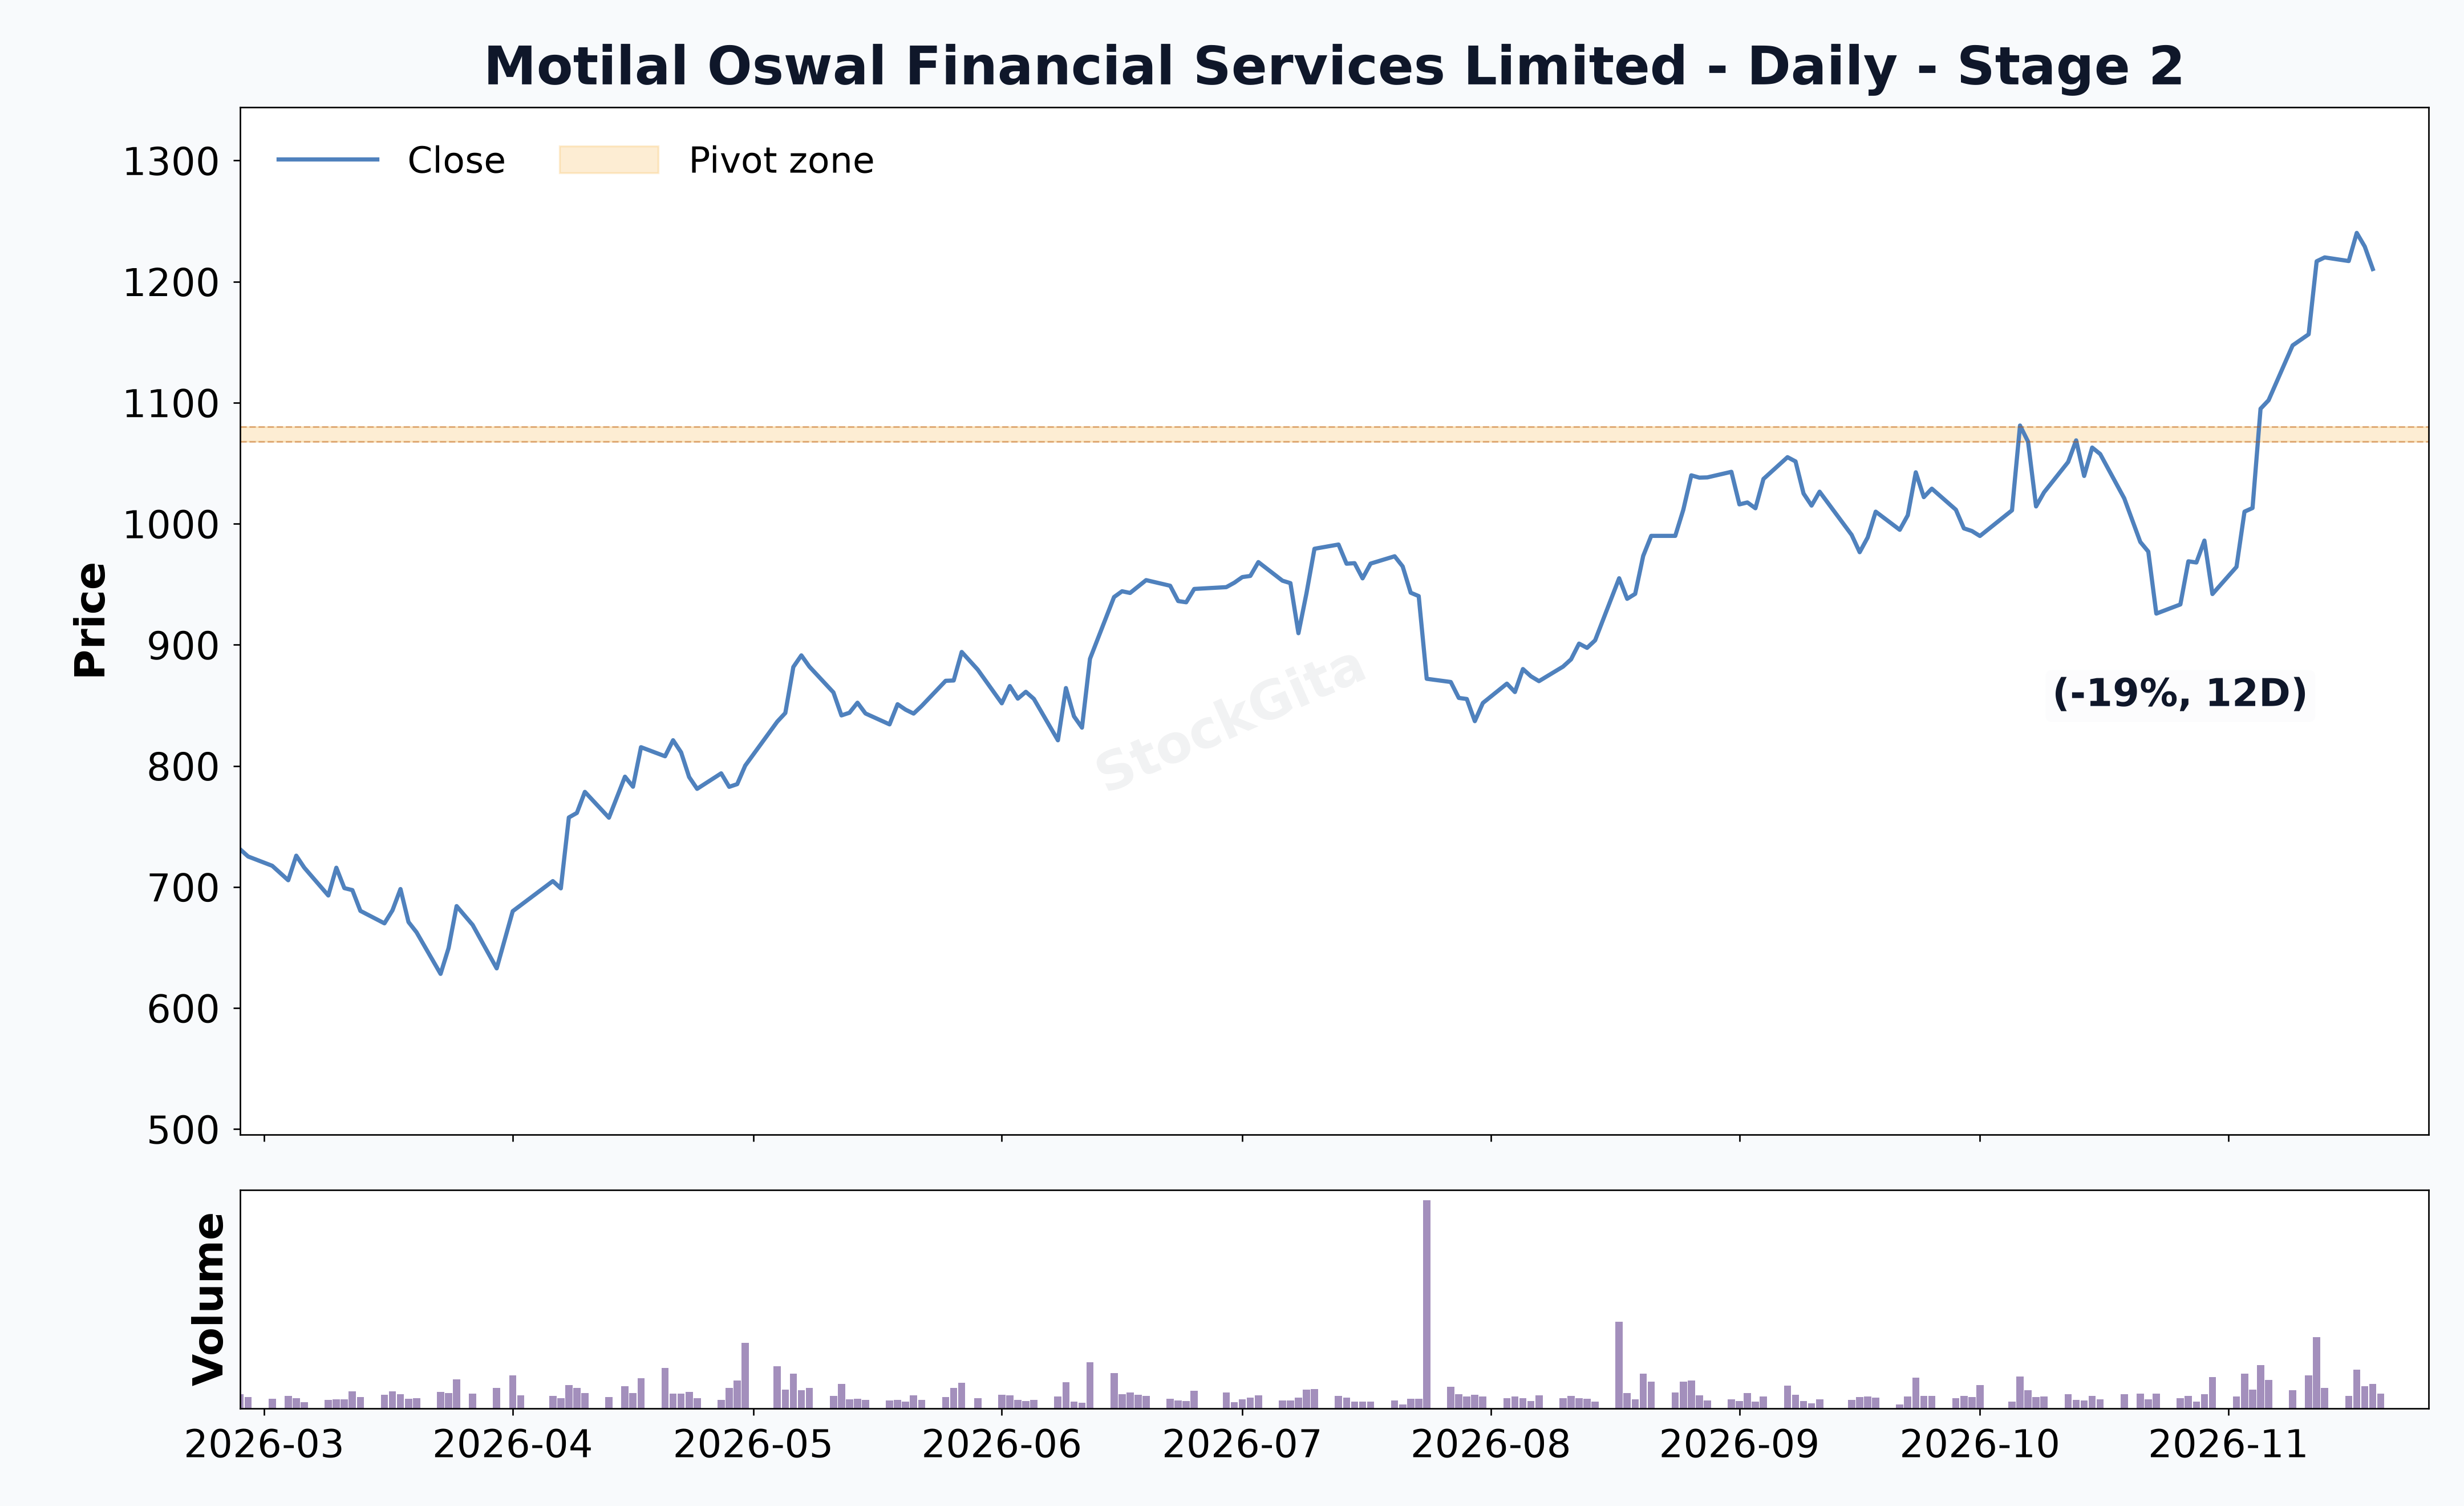 Motilal Oswal Financial Services Limited - Daily - Stage 2
Close
Pivot zone
1300
1200
1100
1000
900
800
700
600
500
Price
StockGita
(-19%, 12D)
Volume
2026-03
2026-04
2026-05
2026-06
2026-07
2026-08
2026-09
2026-10
2026-11